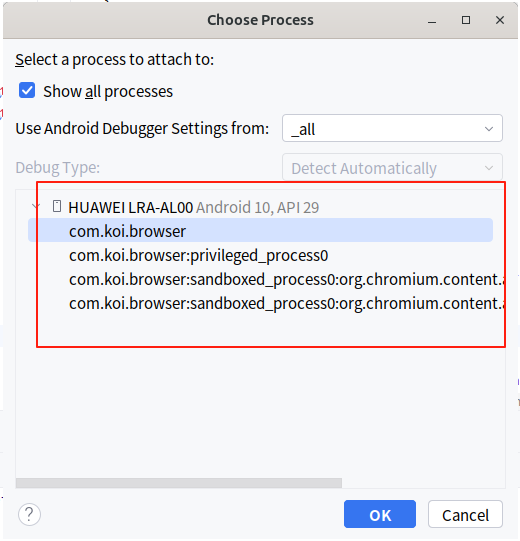 Choose Process
Select a process to attach to:
Show all processes
Use Android Debugger Settings from: _all
Debug Type: Detect Automatically
HUAWEI LRA-AL00 Android 10, API 29
com.koi.browser
com.koi.browser:privileged_process0
com.koi.browser:sandboxed_process0:org.chromium.content.
com.koi.browser:sandboxed_process0:org.chromium.content.
? OK Cancel